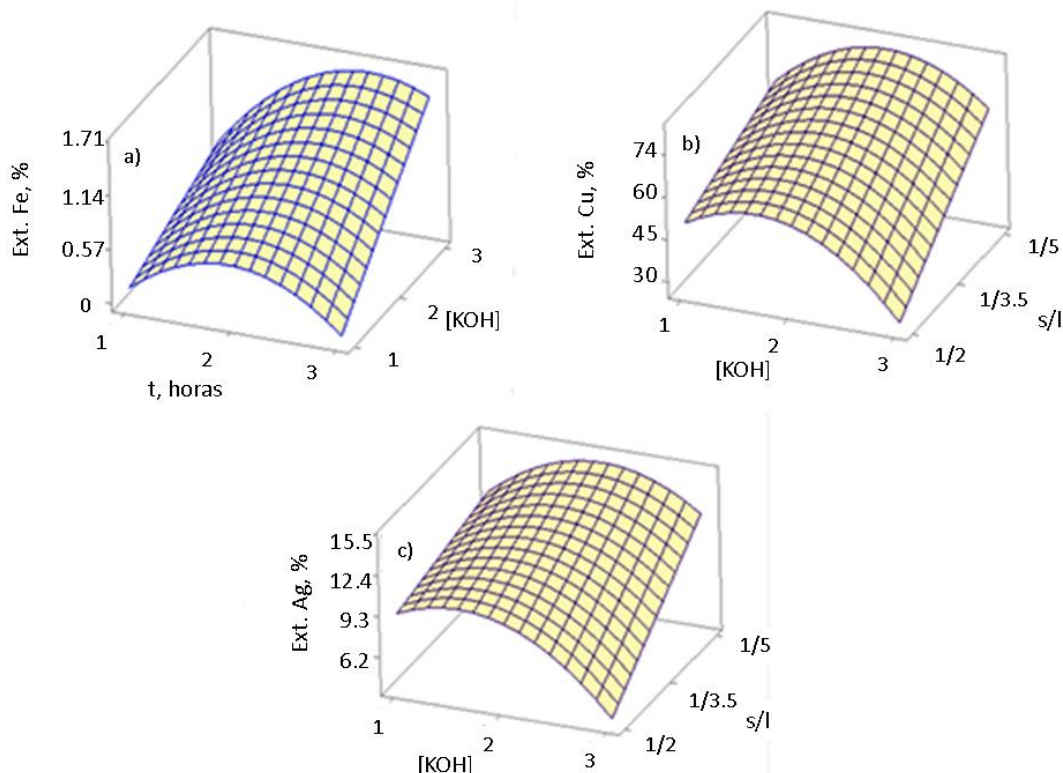 a)
Ext. Fe, %
1.71
1.14
0.57
0
1
2
3
t, horas
1
2
3
[KOH]
b)
Ext. Cu, %
74
60
45
30
1
2
3
[KOH]
1/2
1/3.5
1/5
s/l
c)
Ext. Ag, %
15.5
12.4
9.3
6.2
1
2
3
[KOH]
1/2
1/3.5
1/5
s/l